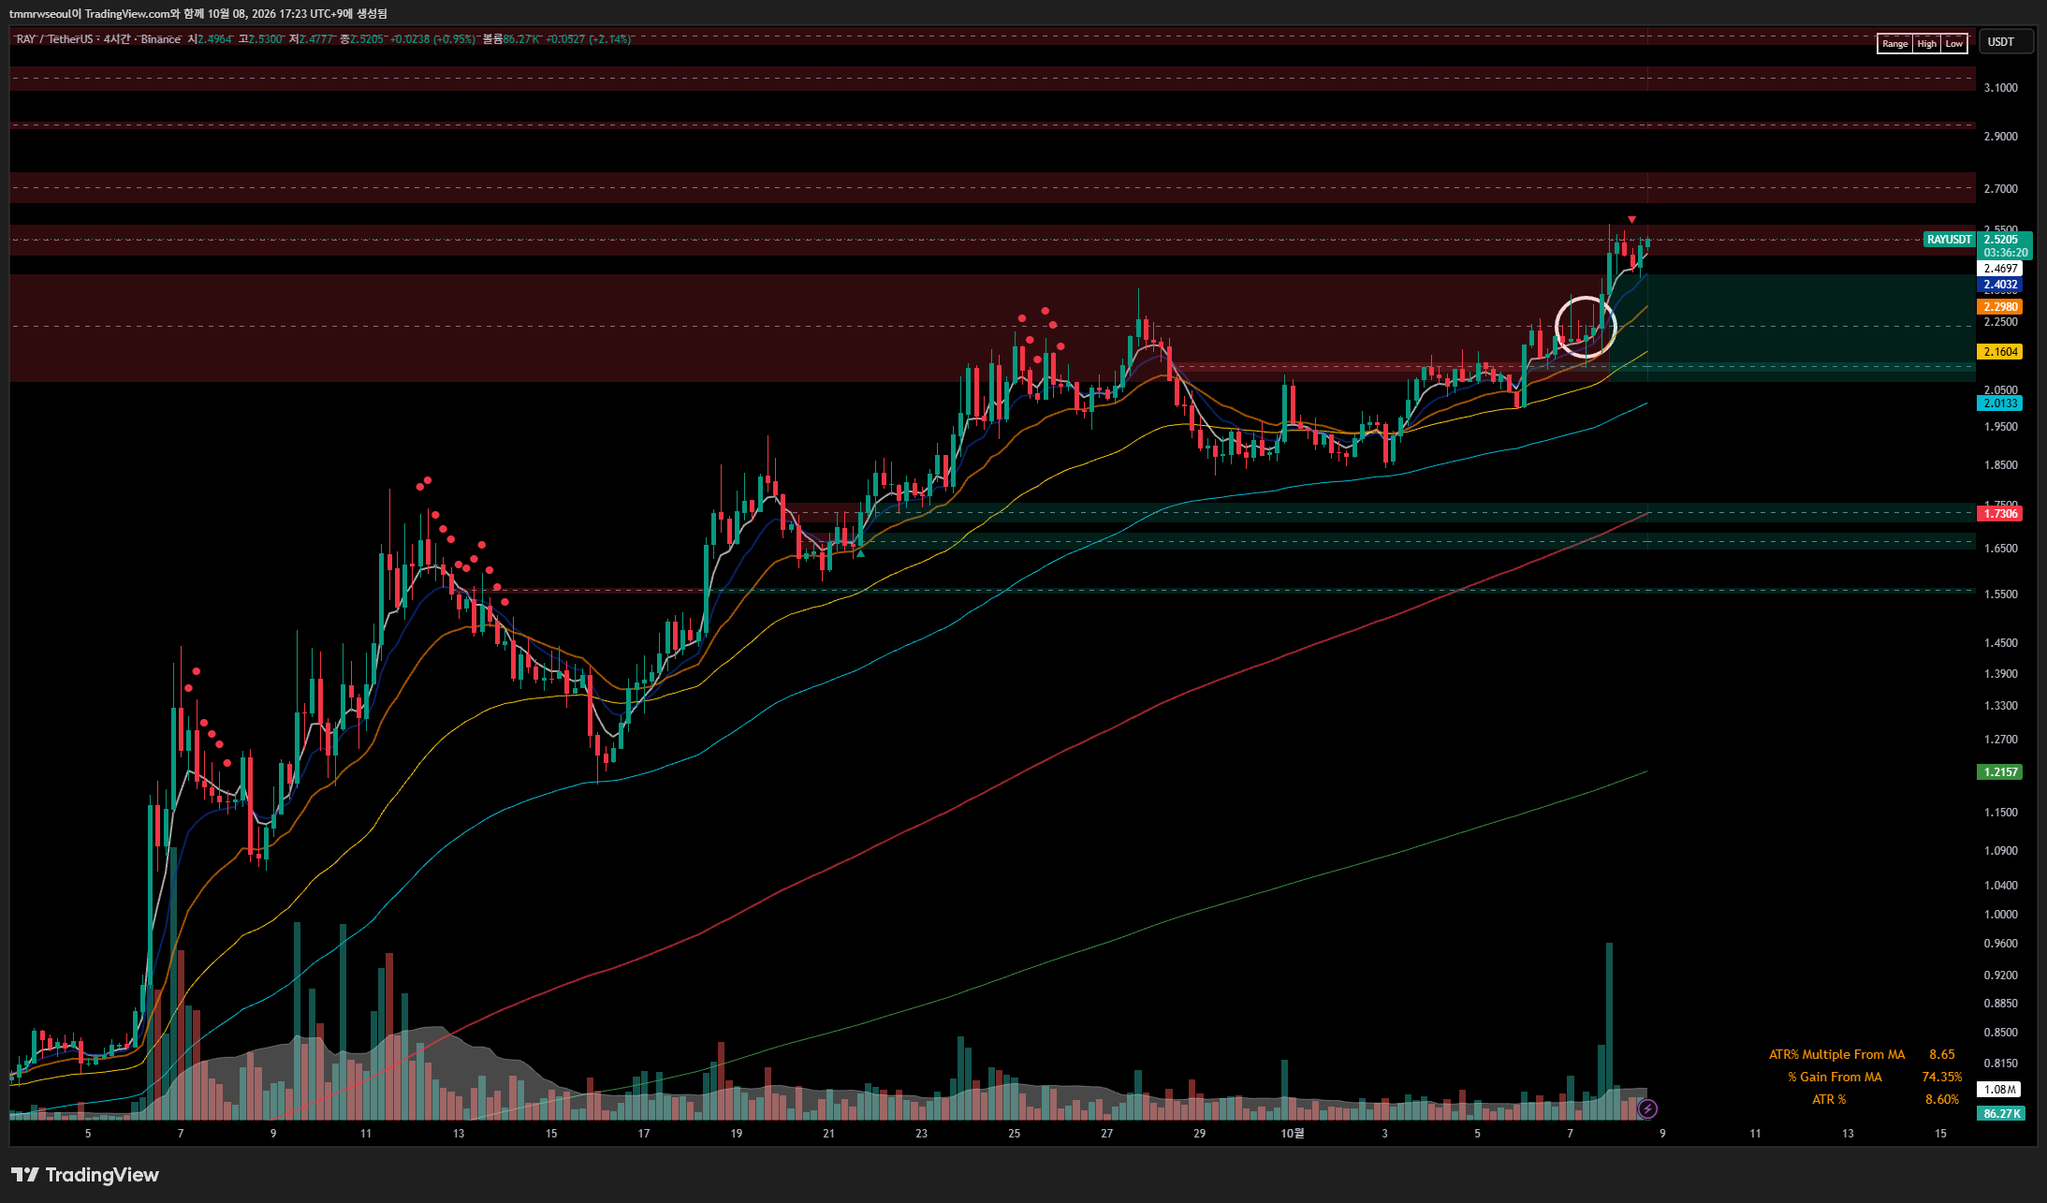 tmmrwseoul이 TradingView.com와 함께 10월 08, 2026 17:23 UTC+9에 생성됨
RAY / TetherUS · 4시간 · Binance 시2.4964 고2.5300 저2.4777 종2.5205 +0.0238 (+0.95%) 볼륨86.27K +0.0527 (+2.14%)
Range High Low
USDT
3.1000
2.9000
2.7000
RAYUSDT 2.5205
03:36:20
2.4697
2.4032
2.2980
2.2500
2.1604
2.0500
2.0133
1.9500
1.8500
1.7306
1.6500
1.5500
1.4500
1.3900
1.3300
1.2700
1.2157
1.1500
1.0900
1.0400
1.0000
0.9600
0.9200
0.8850
0.8500
0.8150
ATR% Multiple From MA 8.65
% Gain From MA 74.35%
ATR % 8.60%
1.08M
86.27K
5 7 9 11 13 15 17 19 21 23 25 27 29 10월 3 5 7 9 11 13 15
TradingView